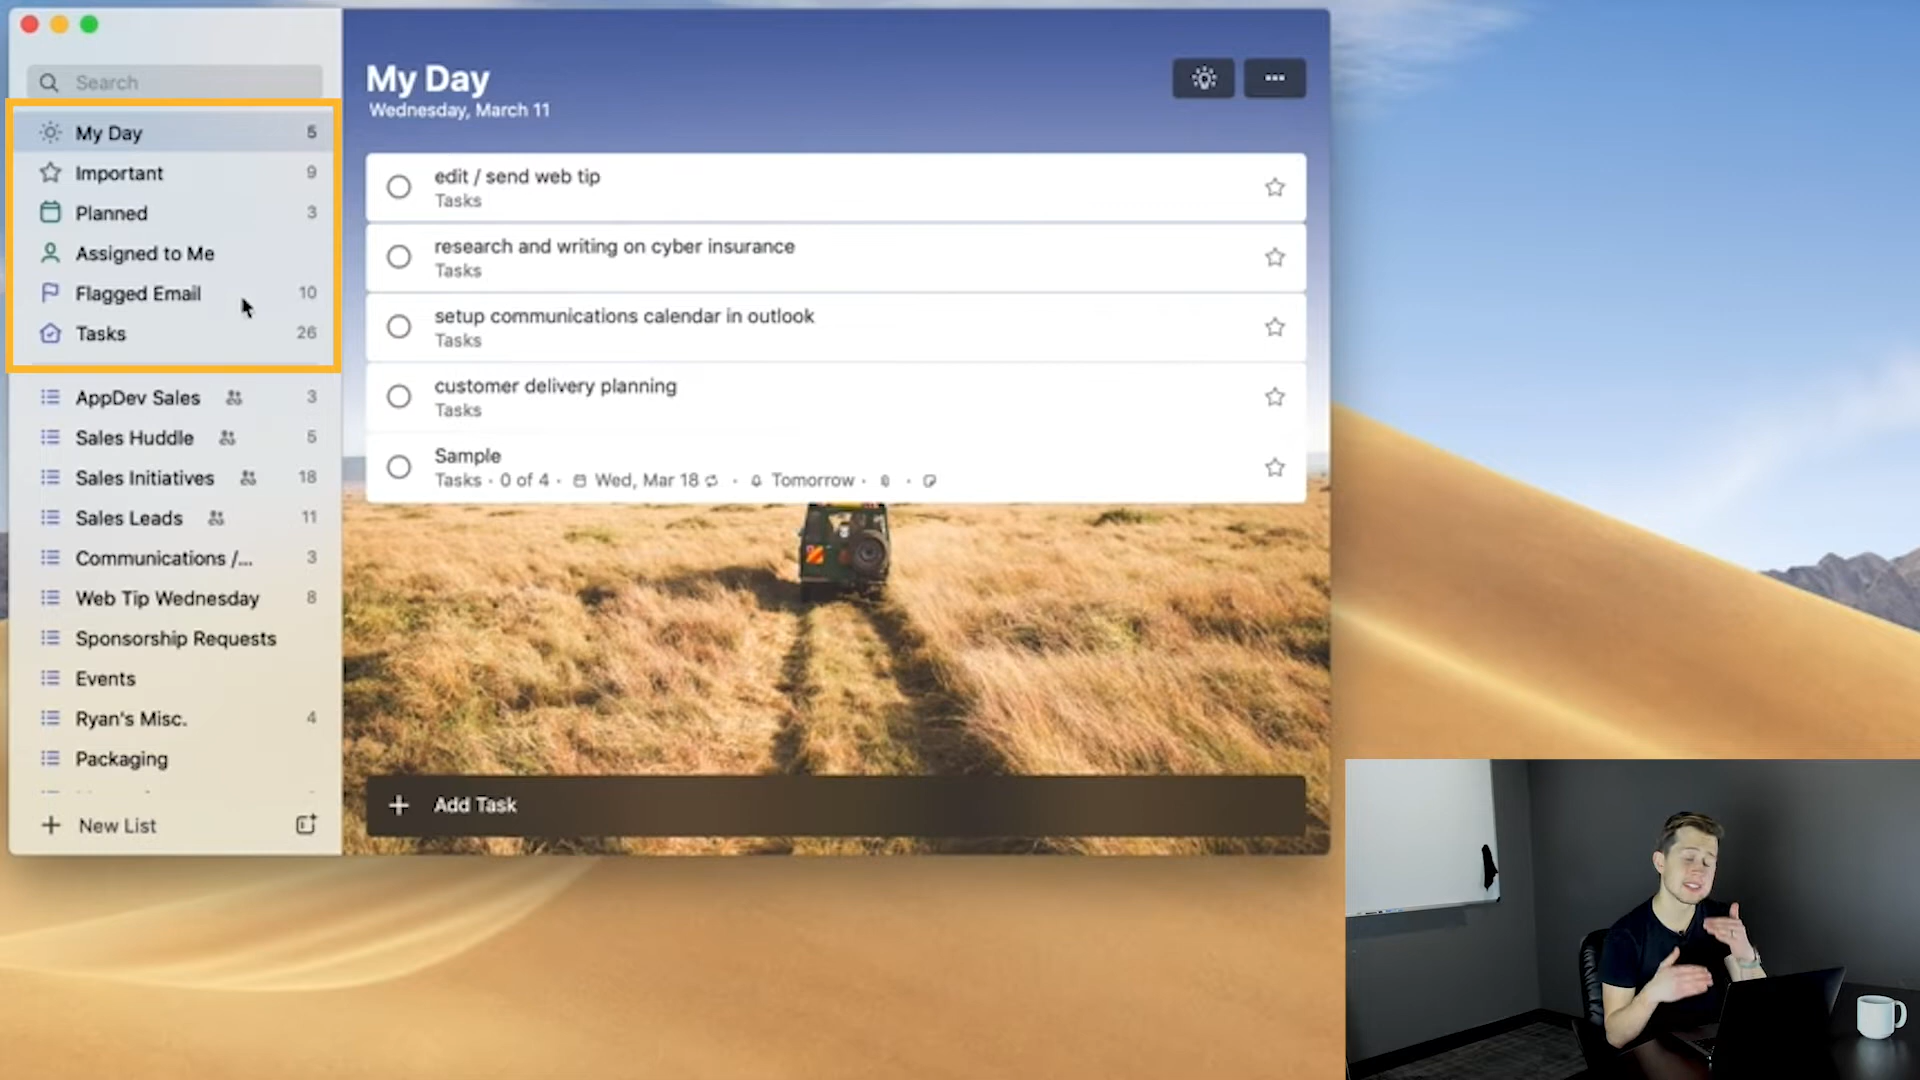 Search
My Day 5
Important 9
Planned 3
Assigned to Me
Flagged Email 10
Tasks 26
AppDev Sales 3
Sales Huddle 5
Sales Initiatives 18
Sales Leads 11
Communications /... 3
Web Tip Wednesday 8
Sponsorship Requests
Events
Ryan's Misc. 4
Packaging
New List
My Day
Wednesday, March 11
edit / send web tip
Tasks
research and writing on cyber insurance
Tasks
setup communications calendar in outlook
Tasks
customer delivery planning
Tasks
Sample
Tasks · 0 of 4 · Wed, Mar 18 · Tomorrow · ·
Add Task